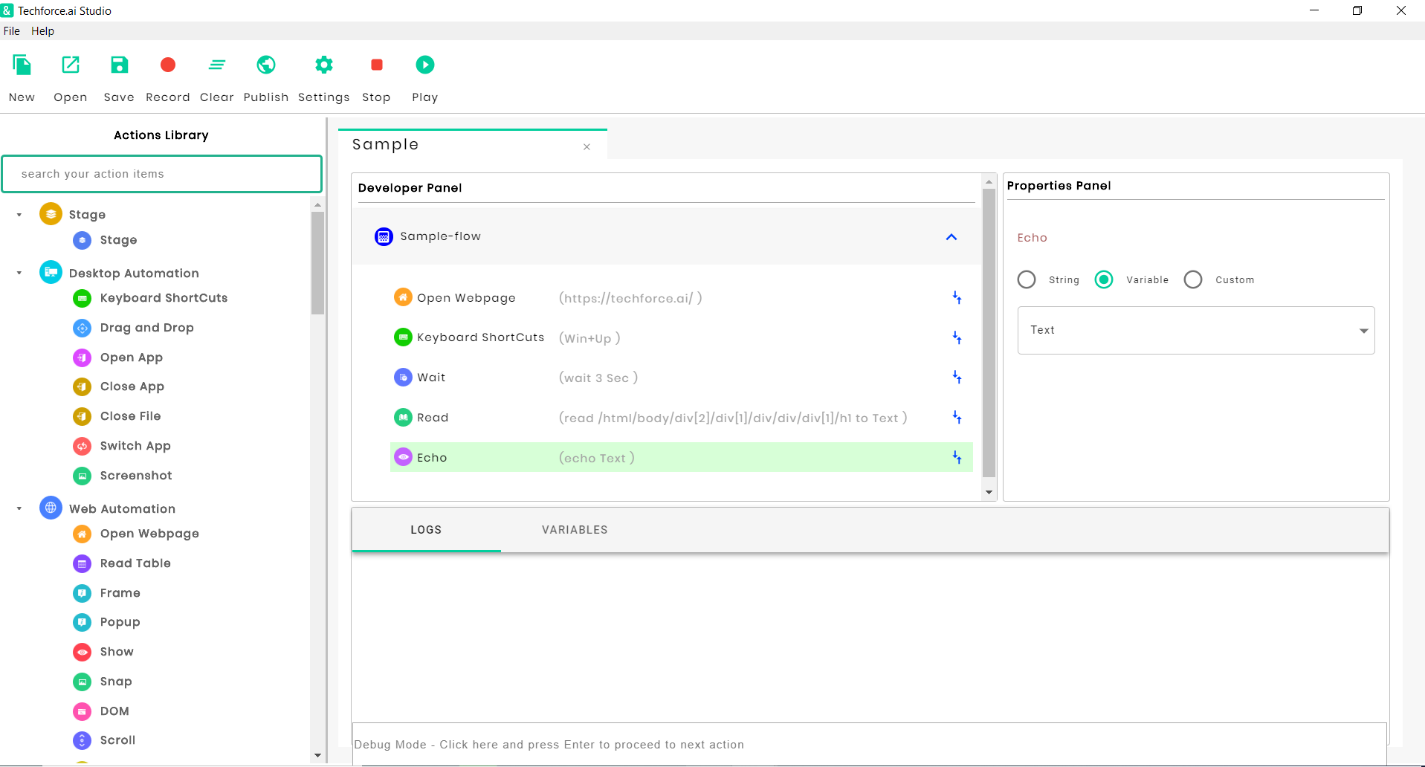 Techforce.ai Studio
File Help
New Open Save Record Clear Publish Settings Stop Play
Actions Library
search your action items
Stage
Stage
Desktop Automation
Keyboard ShortCuts
Drag and Drop
Open App
Close App
Close File
Switch App
Screenshot
Web Automation
Open Webpage
Read Table
Frame
Popup
Show
Snap
DOM
Scroll
Sample
Developer Panel
Sample-flow
Open Webpage (https://techforce.ai/ )
Keyboard ShortCuts (Win+Up )
Wait (wait 3 Sec )
Read (read /html/body/div[2]/div[1]/div/div/div[1]/h1 to Text )
Echo (echo Text )
Properties Panel
Echo
String Variable Custom
Text
LOGS VARIABLES
Debug Mode - Click here and press Enter to proceed to next action